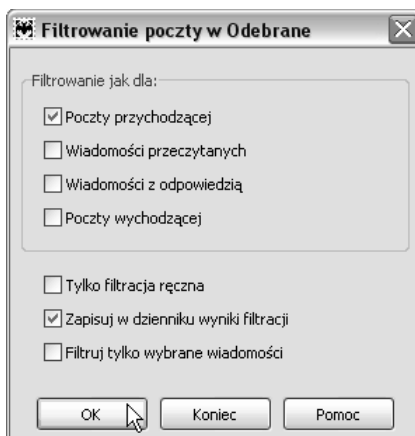 Filtrowanie poczty w Odebrane
Filtrowanie jak dla:
Poczty przychodzącej
Wiadomości przeczytanych
Wiadomości z odpowiedzią
Poczty wychodzącej
Tylko filtracja ręczna
Zapisuj w dzienniku wyniki filtracji
Filtruj tylko wybrane wiadomości
OK Koniec Pomoc